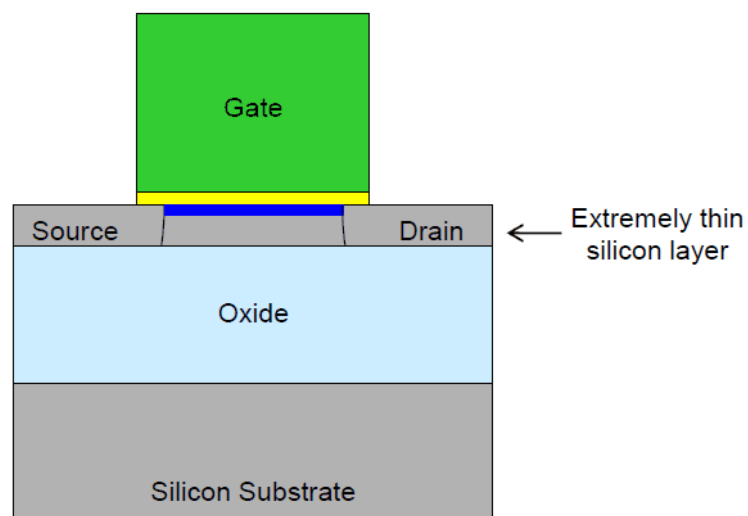 Gate
Source
Drain
Extremely thin
silicon layer
Oxide
Silicon Substrate